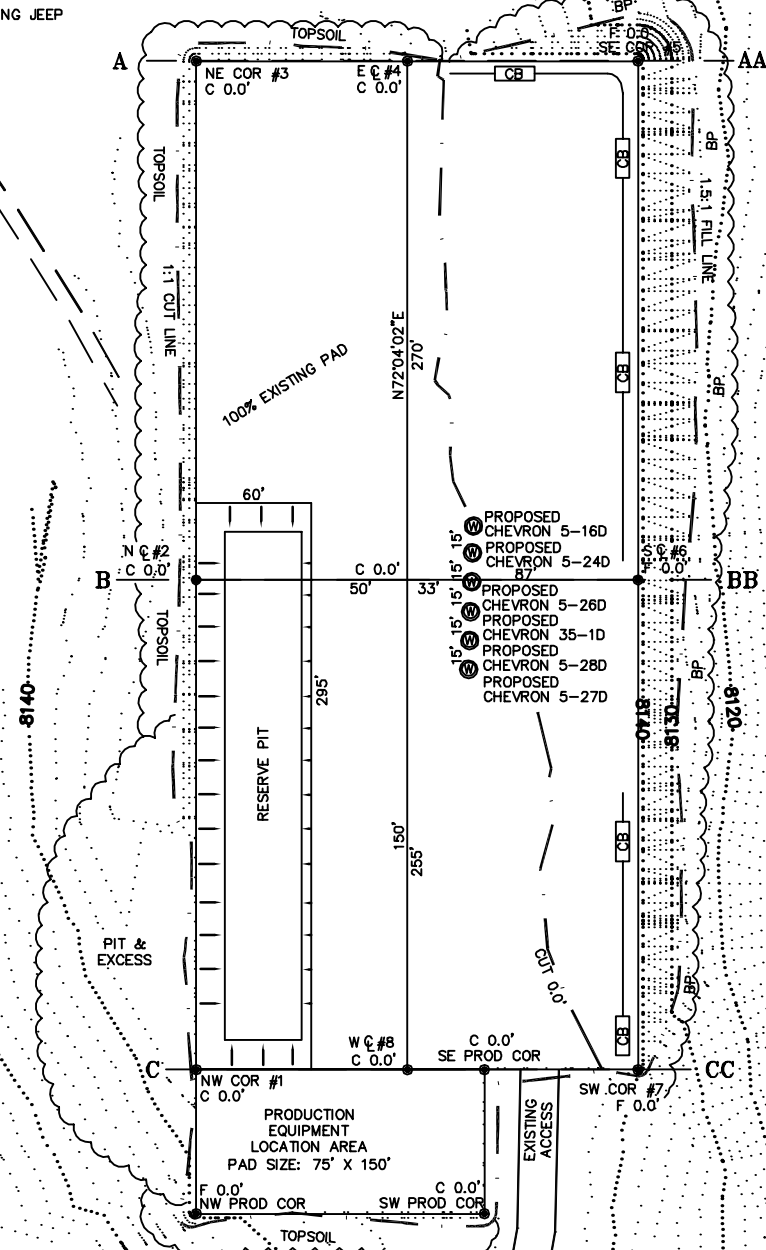 NG JEEP
TOPSOIL
BP
F 0.0'
SE COR #5
A
AA
NE COR #3
C 0.0'
E ℄ #4
C 0.0'
CB
CB
BP
TOPSOIL
1.5:1 FILL LINE
1:1 CUT LINE
N72°04'02"E
270'
100% EXISTING PAD
CB
BP
60'
PROPOSED
CHEVRON 5-16D
15'
PROPOSED
CHEVRON 5-24D
N ℄ #2
C 0.0'
S ℄ #6
F 0.0'
B
BB
C 0.0'
50'
33'
15'
87'
PROPOSED
CHEVRON 5-26D
15'
PROPOSED
CHEVRON 35-1D
15'
PROPOSED
CHEVRON 5-28D
15'
PROPOSED
CHEVRON 5-27D
W
W
W
W
W
W
TOPSOIL
BP
8140
295'
8140
8130
8120
RESERVE PIT
150'
255'
CB
PIT &
EXCESS
CUT 0.0'
BP
CB
W ℄ #8
C 0.0'
C 0.0'
SE PROD COR
C
CC
NW COR #1
C 0.0'
SW COR #7
F 0.0'
PRODUCTION
EQUIPMENT
LOCATION AREA
PAD SIZE: 75' X 150'
EXISTING
ACCESS
F 0.0'
NW PROD COR
C 0.0'
SW PROD COR
TOPSOIL